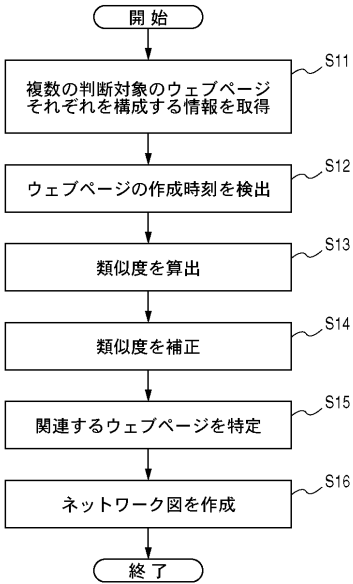 開始
S11
複数の判断対象のウェブページ
それぞれを構成する情報を取得
S12
ウェブページの作成時刻を検出
S13
類似度を算出
S14
類似度を補正
S15
関連するウェブページを特定
S16
ネットワーク図を作成
終了